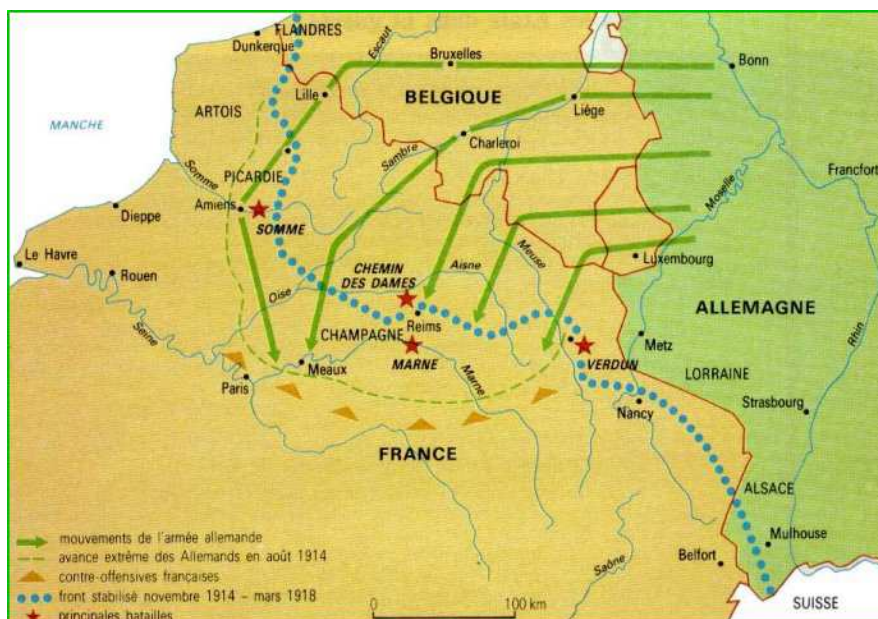 FLANDRES
Dunkerque
Escaut
Bruxelles
Bonn
Lille
BELGIQUE
Liège
ARTOIS
MANCHE
Charleroi
Sambre
Somme
PICARDIE
Moselle
Francfort
Amiens
Dieppe
SOMME
Meuse
Le Havre
Luxembourg
Rouen
CHEMIN
DES DAMES
Aisne
Oise
ALLEMAGNE
Reims
Seine
CHAMPAGNE
Rhin
Metz
Meaux
MARNE
VERDUN
Paris
Marne
LORRAINE
Nancy
Strasbourg
FRANCE
ALSACE
mouvements de l'armée allemande
avance extrême des Allemands en août 1914
contre-offensives françaises
front stabilisé novembre 1914 – mars 1918
principales batailles
Mulhouse
Belfort
Saône
0 100 km
SUISSE